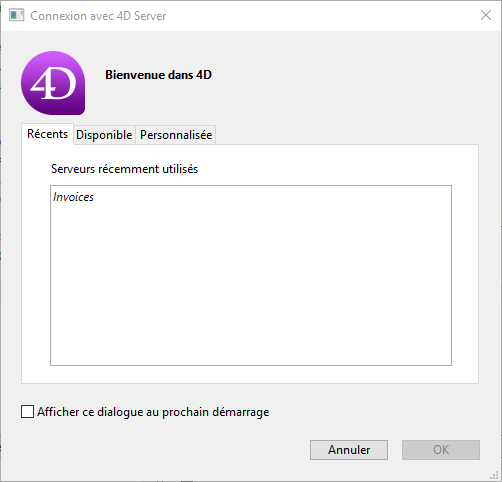 Connexion avec 4D Server
4D
Bienvenue dans 4D
Récents Disponible Personnalisée
Serveurs récemment utilisés
Invoices
Afficher ce dialogue au prochain démarrage
Annuler OK